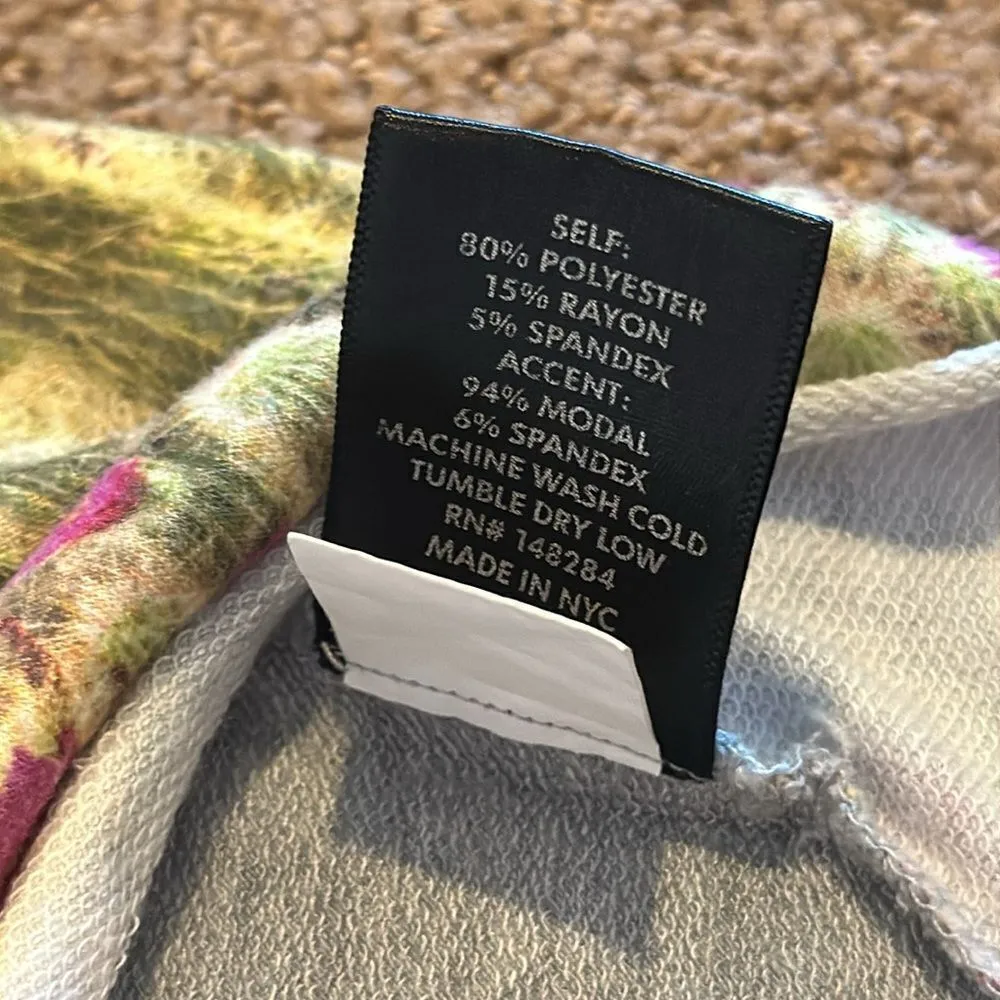 SELF:
80% POLYESTER
15% RAYON
5% SPANDEX
ACCENT:
94% MODAL
6% SPANDEX
MACHINE WASH COLD
TUMBLE DRY LOW
RN# 148284
MADE IN NYC